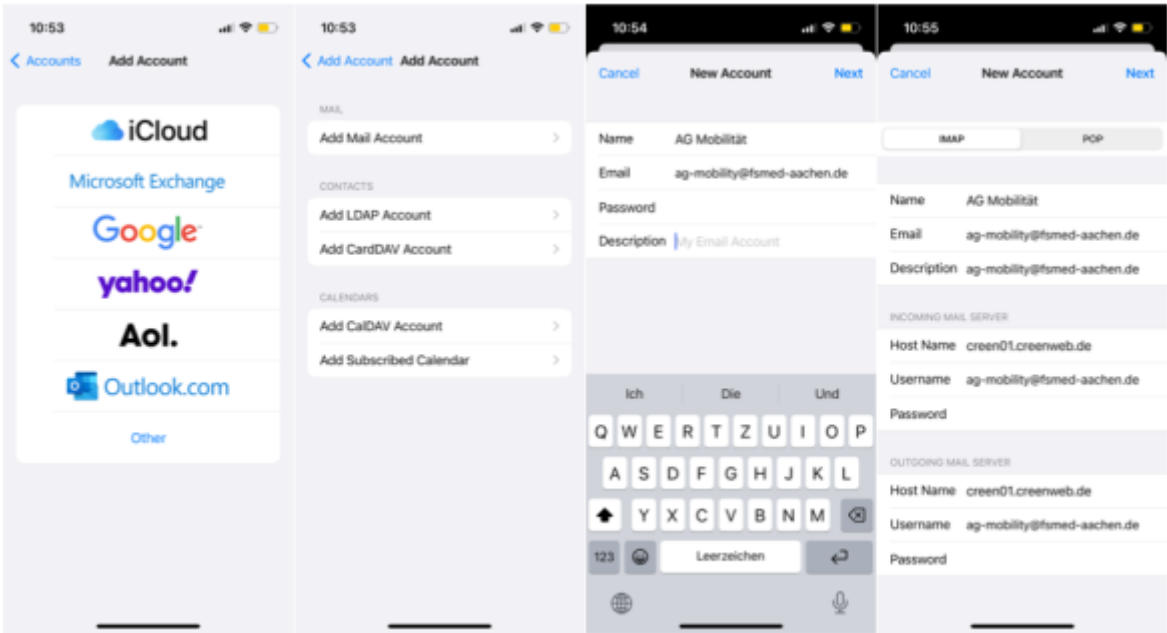 10:53
Accounts Add Account
iCloud
Microsoft Exchange
Google
yahoo!
Aol.
Outlook.com
Other
10:53
Add Account Add Account
MAIL
Add Mail Account
CONTACTS
Add LDAP Account
Add CardDAV Account
CALENDARS
Add CalDAV Account
Add Subscribed Calendar
10:54
Cancel New Account Next
Name AG Mobilität
Email ag-mobility@fsmed-aachen.de
Password
Description My Email Account
Ich Die Und
Q W E R T Z U I O P
A S D F G H J K L
Y X C V B N M
123 Leerzeichen
10:55
Cancel New Account Next
IMAP POP
Name AG Mobilität
Email ag-mobility@fsmed-aachen.de
Description ag-mobility@fsmed-aachen.de
INCOMING MAIL SERVER
Host Name creen01.creenweb.de
Username ag-mobility@fsmed-aachen.de
Password
OUTGOING MAIL SERVER
Host Name creen01.creenweb.de
Username ag-mobility@fsmed-aachen.de
Password